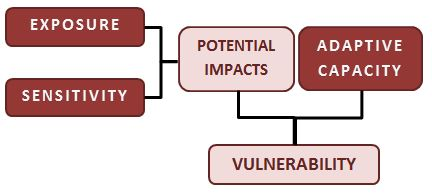 EXPOSURE
SENSITIVITY
POTENTIAL
IMPACTS
ADAPTIVE
CAPACITY
VULNERABILITY